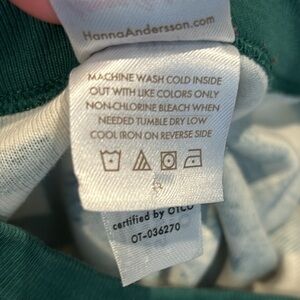 HannaAndersson.com
MACHINE WASH COLD INSIDE
OUT WITH LIKE COLORS ONLY
NON-CHLORINE BLEACH WHEN
NEEDED TUMBLE DRY LOW
COOL IRON ON REVERSE SIDE
certified by OTCO
OT-036270